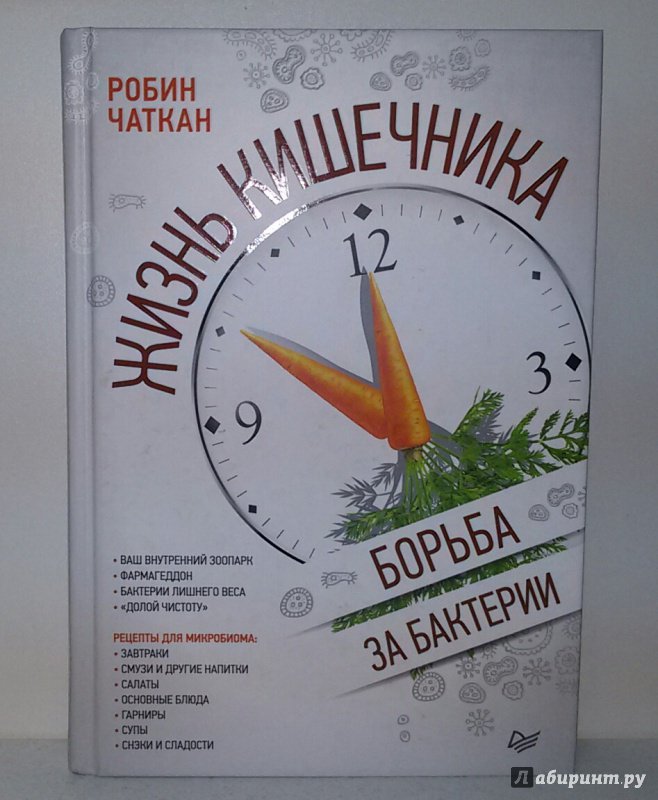 РОБИН
ЧАТКАН
ЖИЗНЬ КИШЕЧНИКА
12
3
9
БОРЬБА
ЗА БАКТЕРИИ
• ВАШ ВНУТРЕННИЙ ЗООПАРК
• ФАРМАГЕДДОН
• БАКТЕРИИ ЛИШНЕГО ВЕСА
• «ДОЛОЙ ЧИСТОТУ»
РЕЦЕПТЫ ДЛЯ МИКРОБИОМА:
• ЗАВТРАКИ
• СМУЗИ И ДРУГИЕ НАПИТКИ
• САЛАТЫ
• ОСНОВНЫЕ БЛЮДА
• ГАРНИРЫ
• СУПЫ
• СНЭКИ И СЛАДОСТИ
Лабиринт.ру